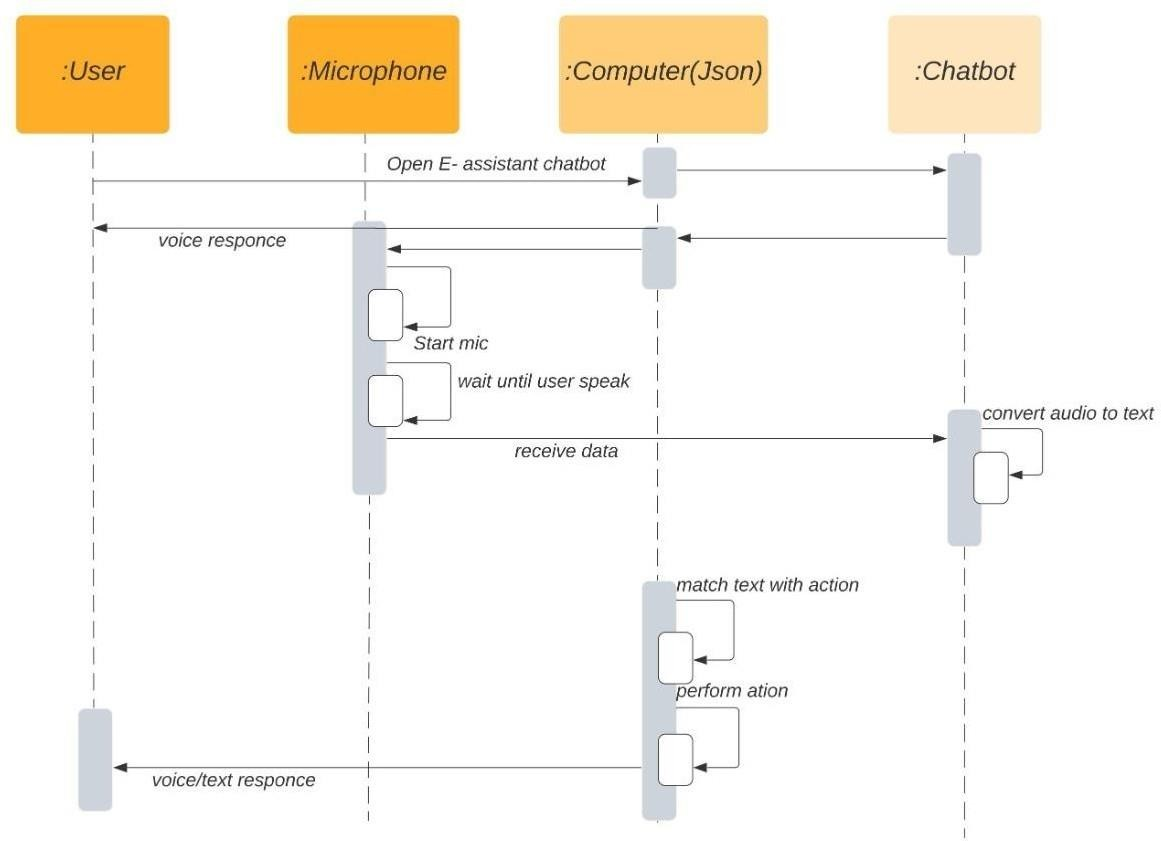 :User
:Microphone
:Computer(Json)
:Chatbot
Open E- assistant chatbot
voice responce
Start mic
wait until user speak
convert audio to text
receive data
match text with action
perform ation
voice/text responce